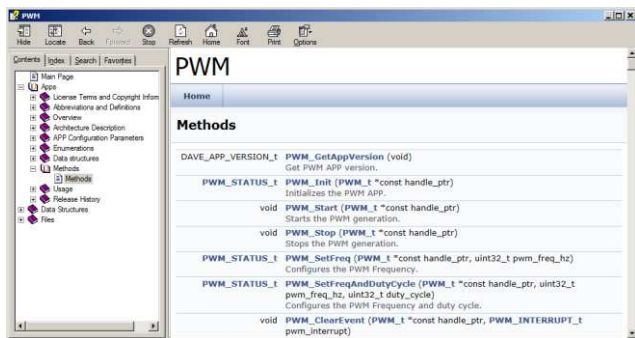 PWM
Hide Locate Back Forward Stop Refresh Home Font Print Options
Contents Index Search Favorites
Main Page
Apps
License Terms and Copyright Inform
Abbreviations and Definitions
Overview
Architecture Description
APP Configuration Parameters
Enumerations
Data structures
Methods
Methods
Usage
Release History
Data Structures
Files
PWM
Home
Methods
DAVE_APP_VERSION_t PWM_GetAppVersion (void)
Get PWM APP version.
PWM_STATUS_t PWM_Init (PWM_t *const handle_ptr)
Initializes the PWM APP.
void PWM_Start (PWM_t *const handle_ptr)
Starts the PWM generation.
void PWM_Stop (PWM_t *const handle_ptr)
Stops the PWM generation.
PWM_STATUS_t PWM_SetFreq (PWM_t *const handle_ptr, uint32_t pwm_freq_hz)
Configures the PWM Frequency.
PWM_STATUS_t PWM_SetFreqAndDutyCycle (PWM_t *const handle_ptr, uint32_t
pwm_freq_hz, uint32_t duty_cycle)
Configures the PWM Frequency and duty cycle.
void PWM_ClearEvent (PWM_t *const handle_ptr, PWM_INTERRUPT_t
pwm_interrupt)